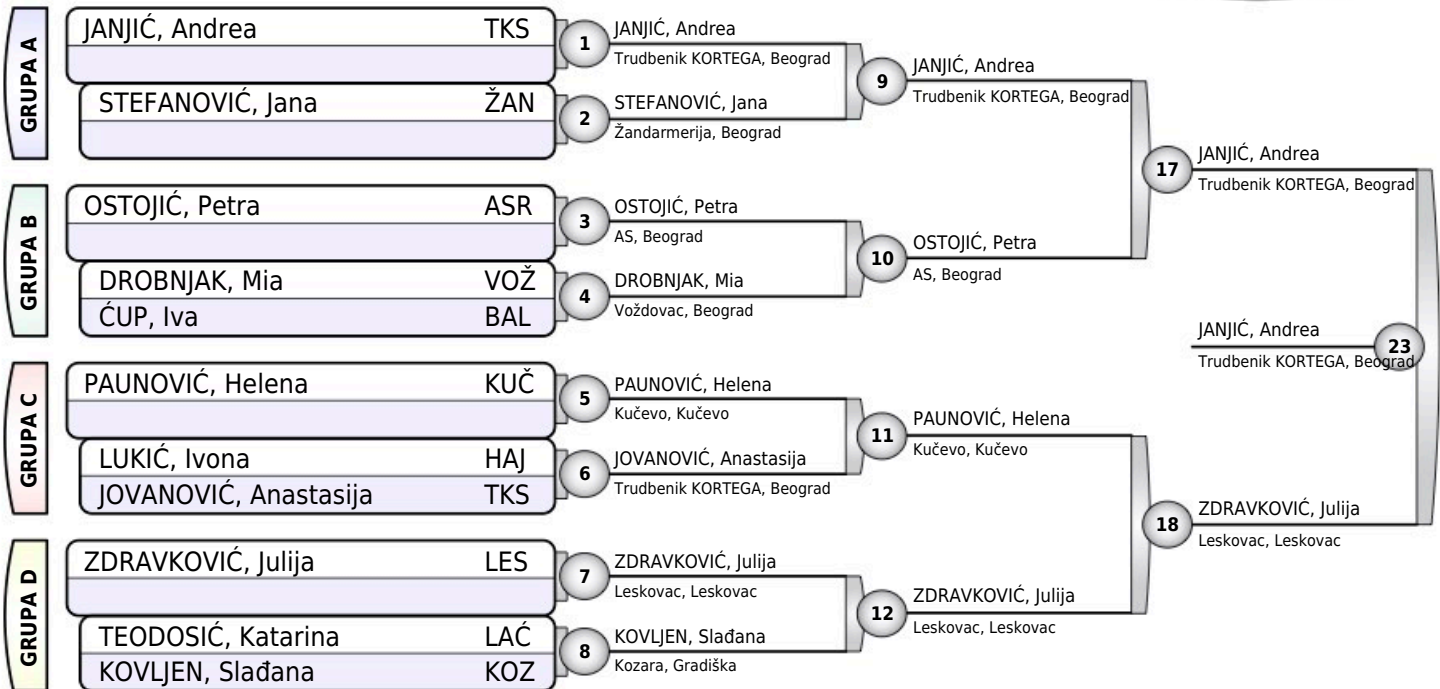 GRUPA A
JANJIĆ, Andrea TKS
STEFANOVIĆ, Jana ŽAN
1
JANJIĆ, Andrea
Trudbenik KORTEGA, Beograd
2
STEFANOVIĆ, Jana
Žandarmerija, Beograd
9
JANJIĆ, Andrea
Trudbenik KORTEGA, Beograd
GRUPA B
OSTOJIĆ, Petra ASR
DROBNJAK, Mia VOŽ
ĆUP, Iva BAL
3
OSTOJIĆ, Petra
AS, Beograd
4
DROBNJAK, Mia
Voždovac, Beograd
10
OSTOJIĆ, Petra
AS, Beograd
17
JANJIĆ, Andrea
Trudbenik KORTEGA, Beograd
GRUPA C
PAUNOVIĆ, Helena KUČ
LUKIĆ, Ivona HAJ
JOVANOVIĆ, Anastasija TKS
5
PAUNOVIĆ, Helena
Kučevo, Kučevo
6
JOVANOVIĆ, Anastasija
Trudbenik KORTEGA, Beograd
11
PAUNOVIĆ, Helena
Kučevo, Kučevo
GRUPA D
ZDRAVKOVIĆ, Julija LES
TEODOSIĆ, Katarina LAĆ
KOVLJEN, Slađana KOZ
7
ZDRAVKOVIĆ, Julija
Leskovac, Leskovac
8
KOVLJEN, Slađana
Kozara, Gradiška
12
ZDRAVKOVIĆ, Julija
Leskovac, Leskovac
18
ZDRAVKOVIĆ, Julija
Leskovac, Leskovac
JANJIĆ, Andrea
23
Trudbenik KORTEGA, Beograd